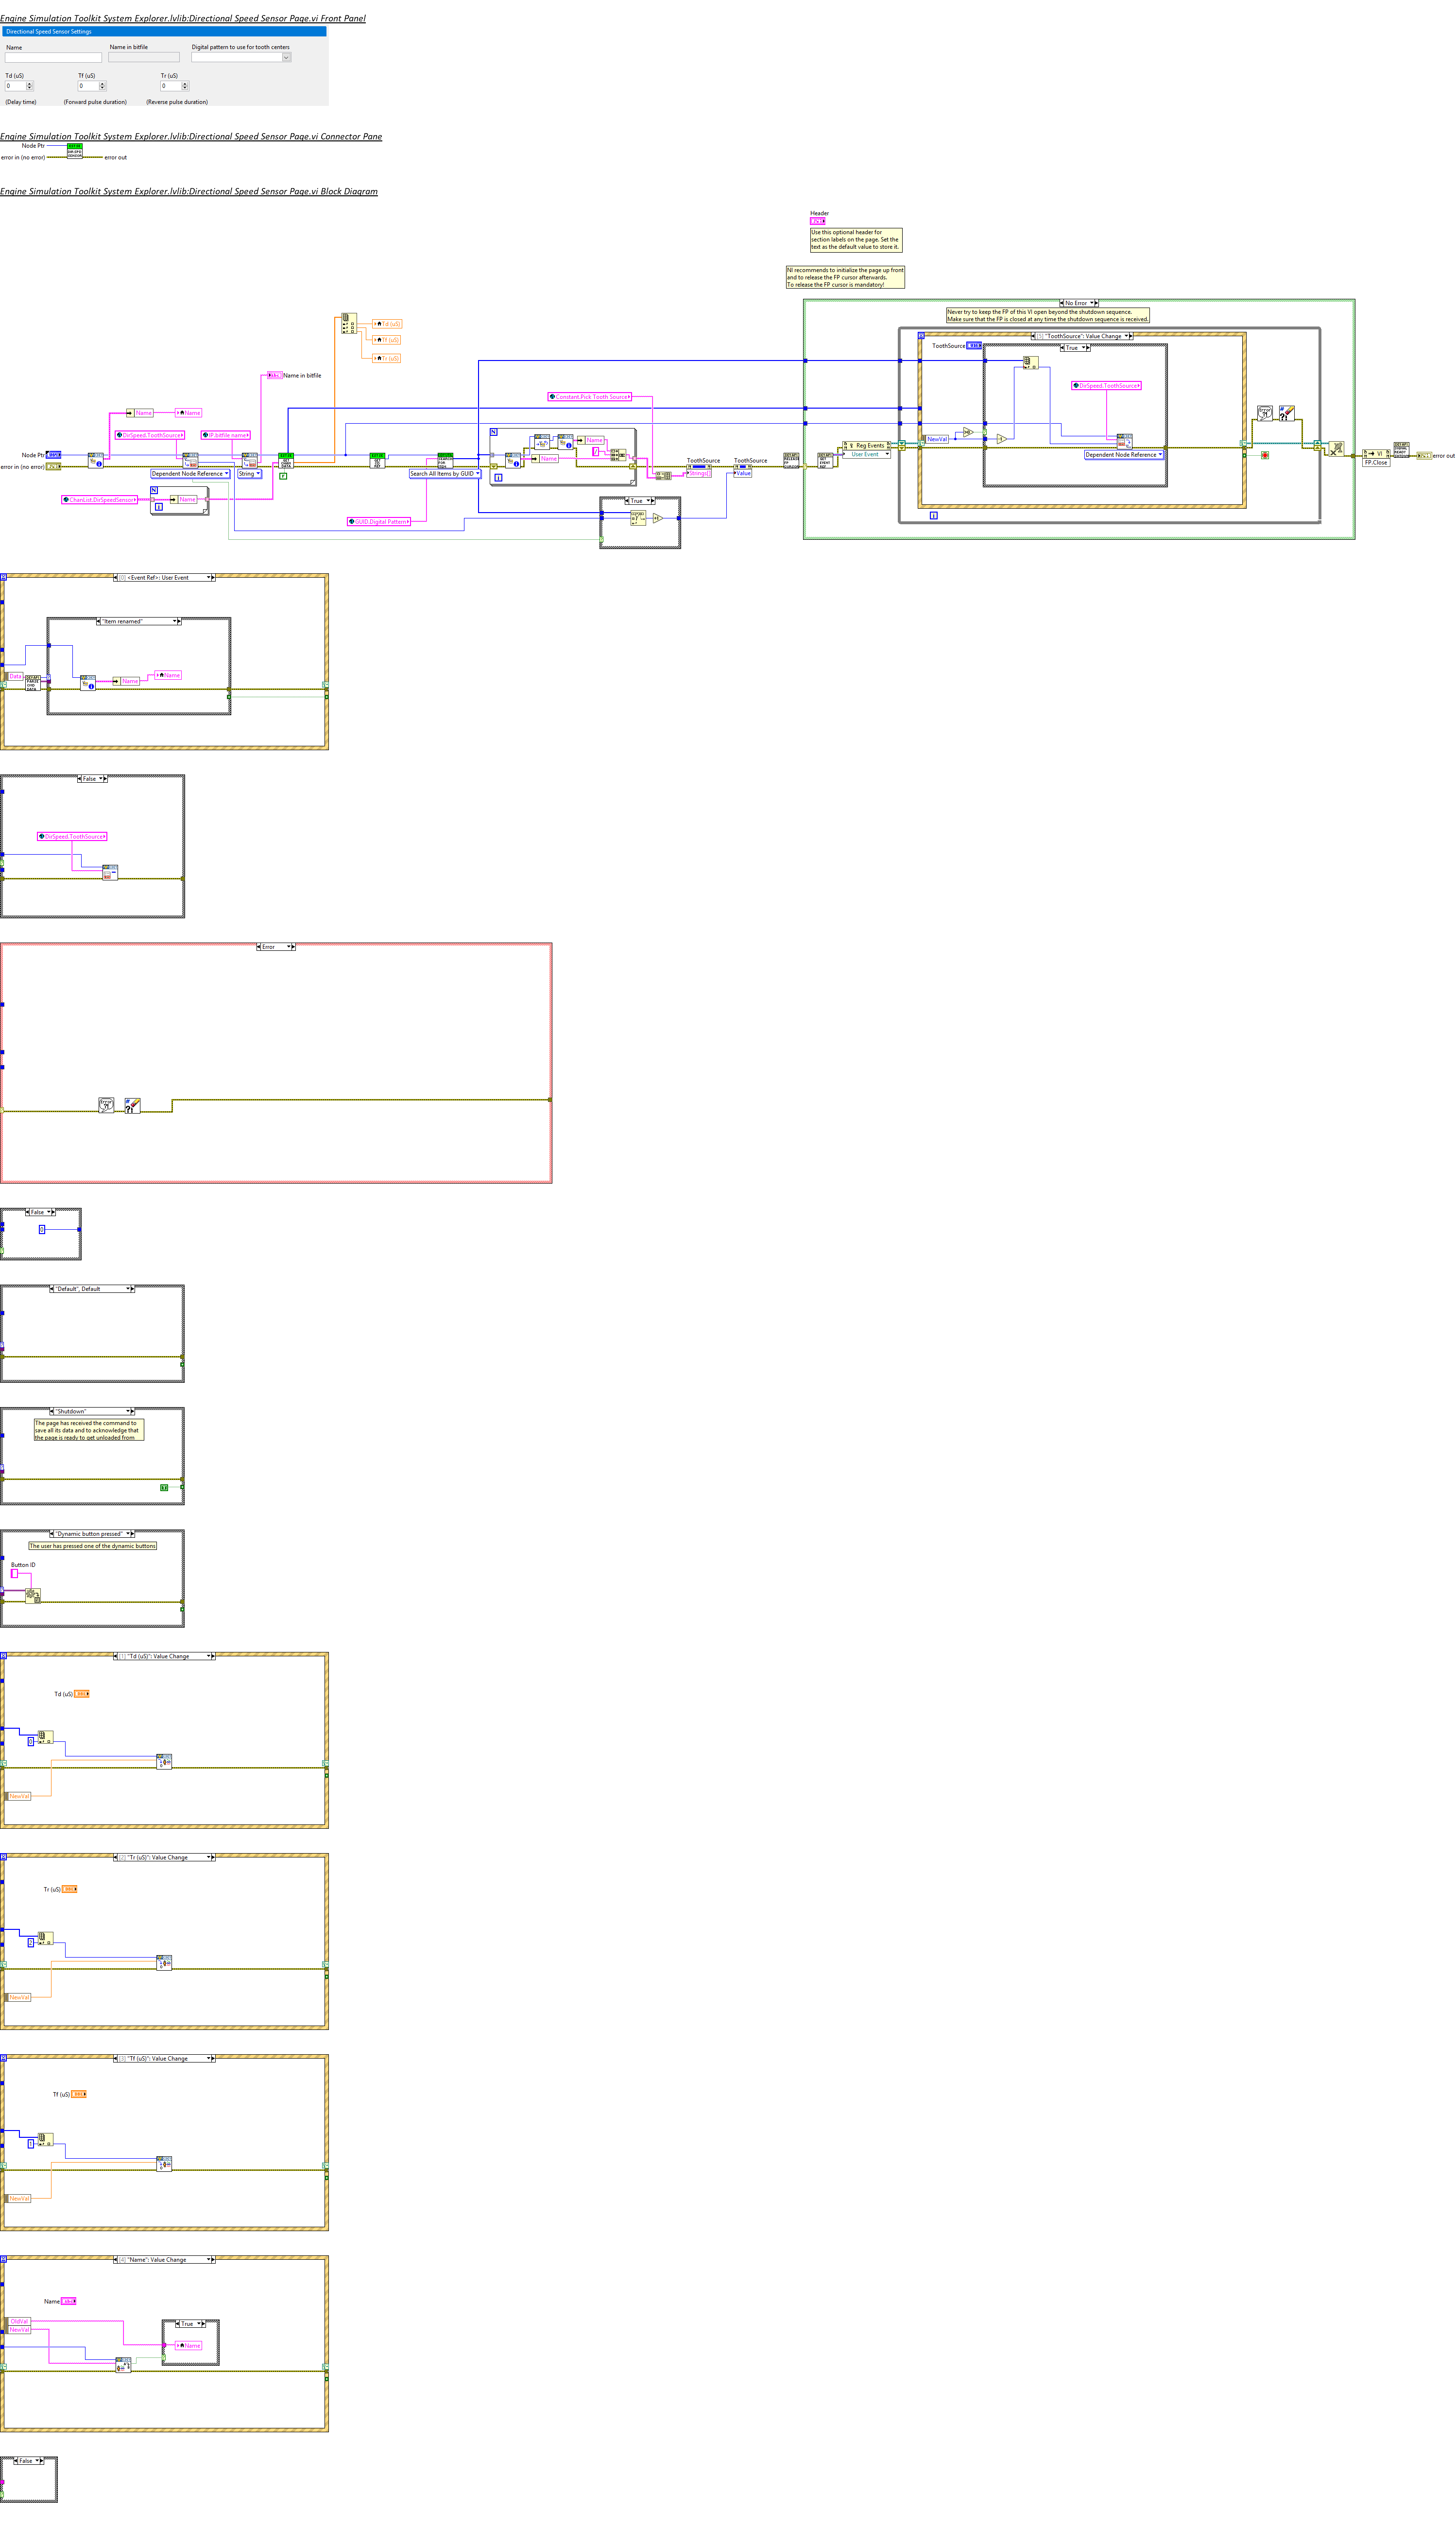 Engine Simulation Toolkit System Explorer.lvlib:Directional Speed Sensor Page.vi Front Panel
Directional Speed Sensor Settings
Name
Name in bitfile
Digital pattern to use for tooth centers
Td (uS)
Tf (uS)
Tr (uS)
0
0
0
(Delay time)
(Forward pulse duration)
(Reverse pulse duration)
Engine Simulation Toolkit System Explorer.lvlib:Directional Speed Sensor Page.vi Connector Pane
Node Ptr
error in (no error)
error out
Engine Simulation Toolkit System Explorer.lvlib:Directional Speed Sensor Page.vi Block Diagram
Header
Use this optional header for
section labels on the page. Set the
text as the default value to store it.
NI recommends to initialize the page up front
and to release the FP cursor afterwards.
To release the FP cursor is mandatory!
No Error
Never try to keep the FP of this VI open beyond the shutdown sequence.
Make sure that the FP is closed at any time the shutdown sequence is received.
[5] "ToothSource": Value Change
ToothSource
True
DirSpeed.ToothSource
NewVal
Dependent Node Reference
Td (uS)
Tf (uS)
Tr (uS)
Name in bitfile
Constant.Pick Tooth Source
Name
Name
DirSpeed.ToothSource
IP.bitfile name
Node Ptr
error in (no error)
Dependent Node Reference
String
Search All Items by GUID
Name
Name
ToothSource
Strings[]
ToothSource
Value
Reg Events
User Event
VI
FP.Close
error out
ChanList.DirSpeedSensor
Name
GUID.Digital Pattern
True
[0] <Event Ref>: User Event
"Item renamed"
Data
Name
Name
False
DirSpeed.ToothSource
Error
False
0
"Default", Default
"Shutdown"
The page has received the command to
save all its data and to acknowledge that
the page is ready to get unloaded from
"Dynamic button pressed"
The user has pressed one of the dynamic buttons
Button ID
[1] "Td (uS)": Value Change
Td (uS)
0
NewVal
[2] "Tr (uS)": Value Change
Tr (uS)
2
NewVal
[3] "Tf (uS)": Value Change
Tf (uS)
1
NewVal
[4] "Name": Value Change
Name
OldVal
NewVal
True
Name
False